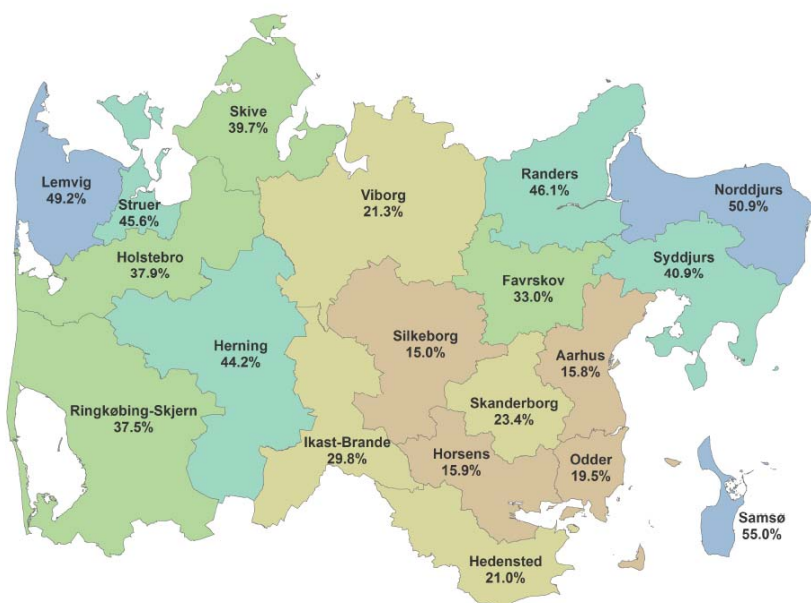 Skive
39.7%
Lemvig
49.2%
Struer
45.6%
Viborg
21.3%
Randers
46.1%
Norddjurs
50.9%
Holstebro
37.9%
Favrskov
33.0%
Syddjurs
40.9%
Herning
44.2%
Silkeborg
15.0%
Aarhus
15.8%
Ringkøbing-Skjern
37.5%
Skanderborg
23.4%
Ikast-Brande
29.8%
Horsens
15.9%
Odder
19.5%
Samsø
55.0%
Hedensted
21.0%